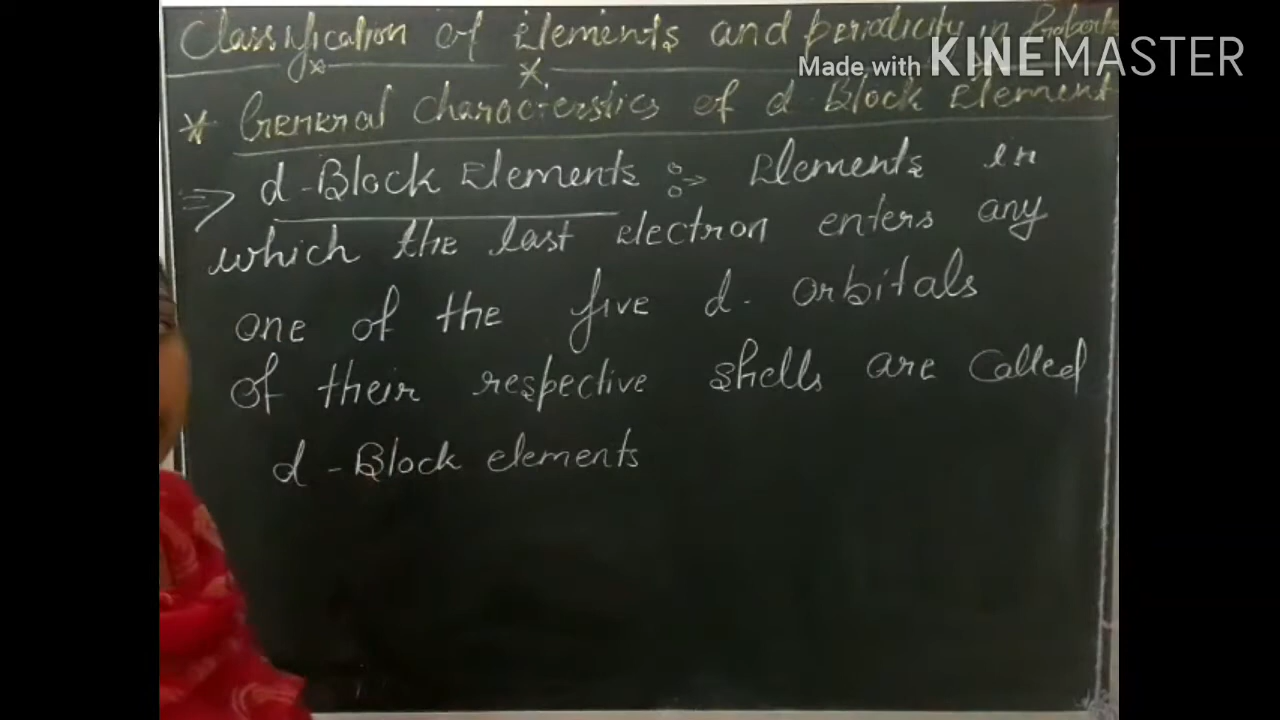 Classification of Elements and periodicity in
Made with KINEMASTER
* General characterstics of d-Block Element
⇒ d-Block Elements :→ Elements in
which the last electron enters any
one of the five d- orbitals
of their respective shells are called
d-Block elements